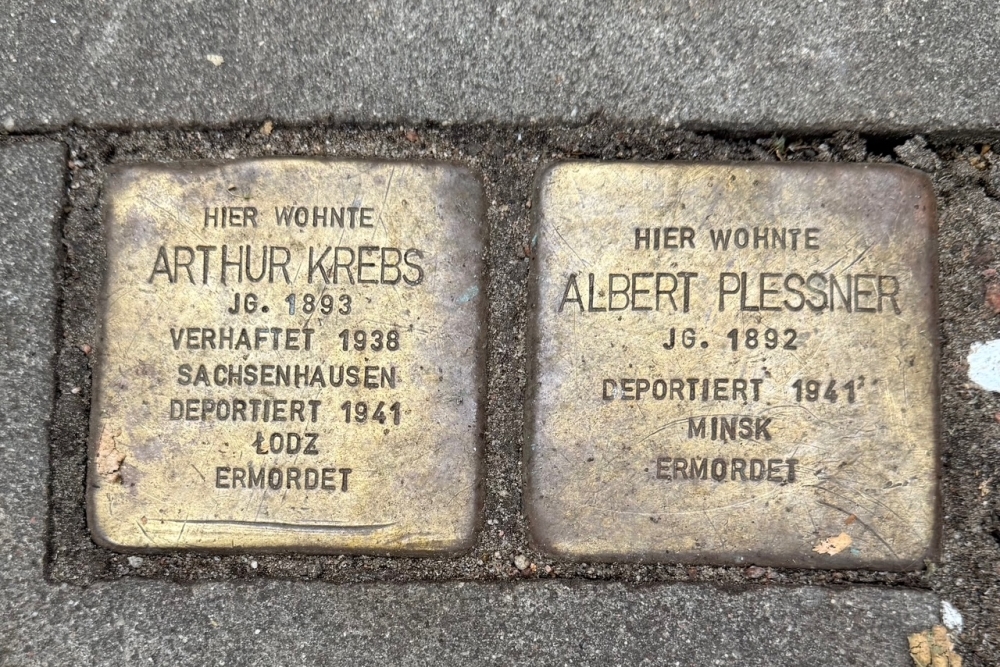 HIER WOHNTE
ARTHUR KREBS
JG. 1893
VERHAFTET 1938
SACHSENHAUSEN
DEPORTIERT 1941
ŁODZ
ERMORDET
HIER WOHNTE
ALBERT PLESSNER
JG. 1892
DEPORTIERT 1941
MINSK
ERMORDET